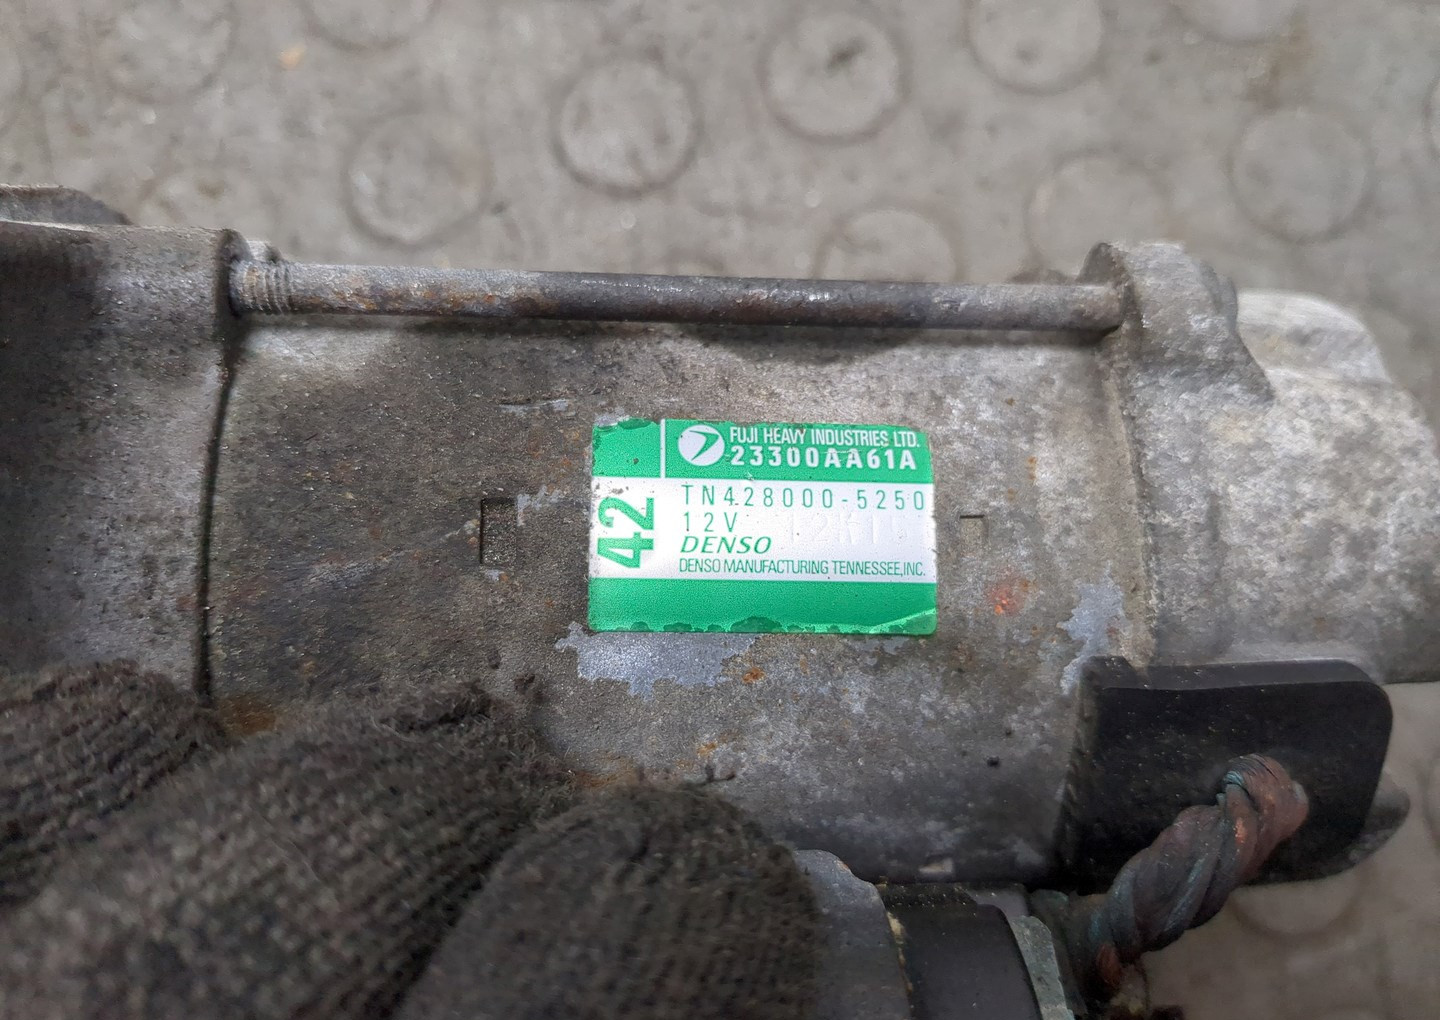 FUJI HEAVY INDUSTRIES LTD.
23300AA61A
42
TN428000-5250
12V
DENSO
DENSO MANUFACTURING TENNESSEE,INC.